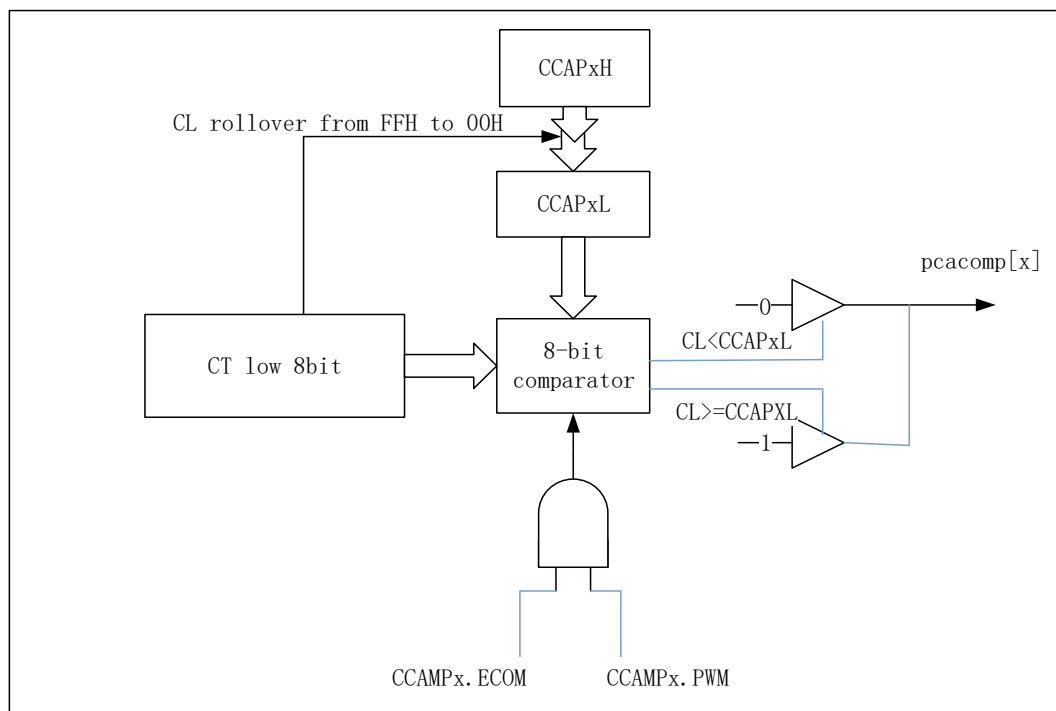 CCAPxH
CL rollover from FFH to 00H
CCAPxL
pcacomp[x]
0
CT low 8bit
8-bit
comparator
CL<CCAPxL
CL>=CCAPXL
1
CCAMPx.ECOM
CCAMPx.PWM